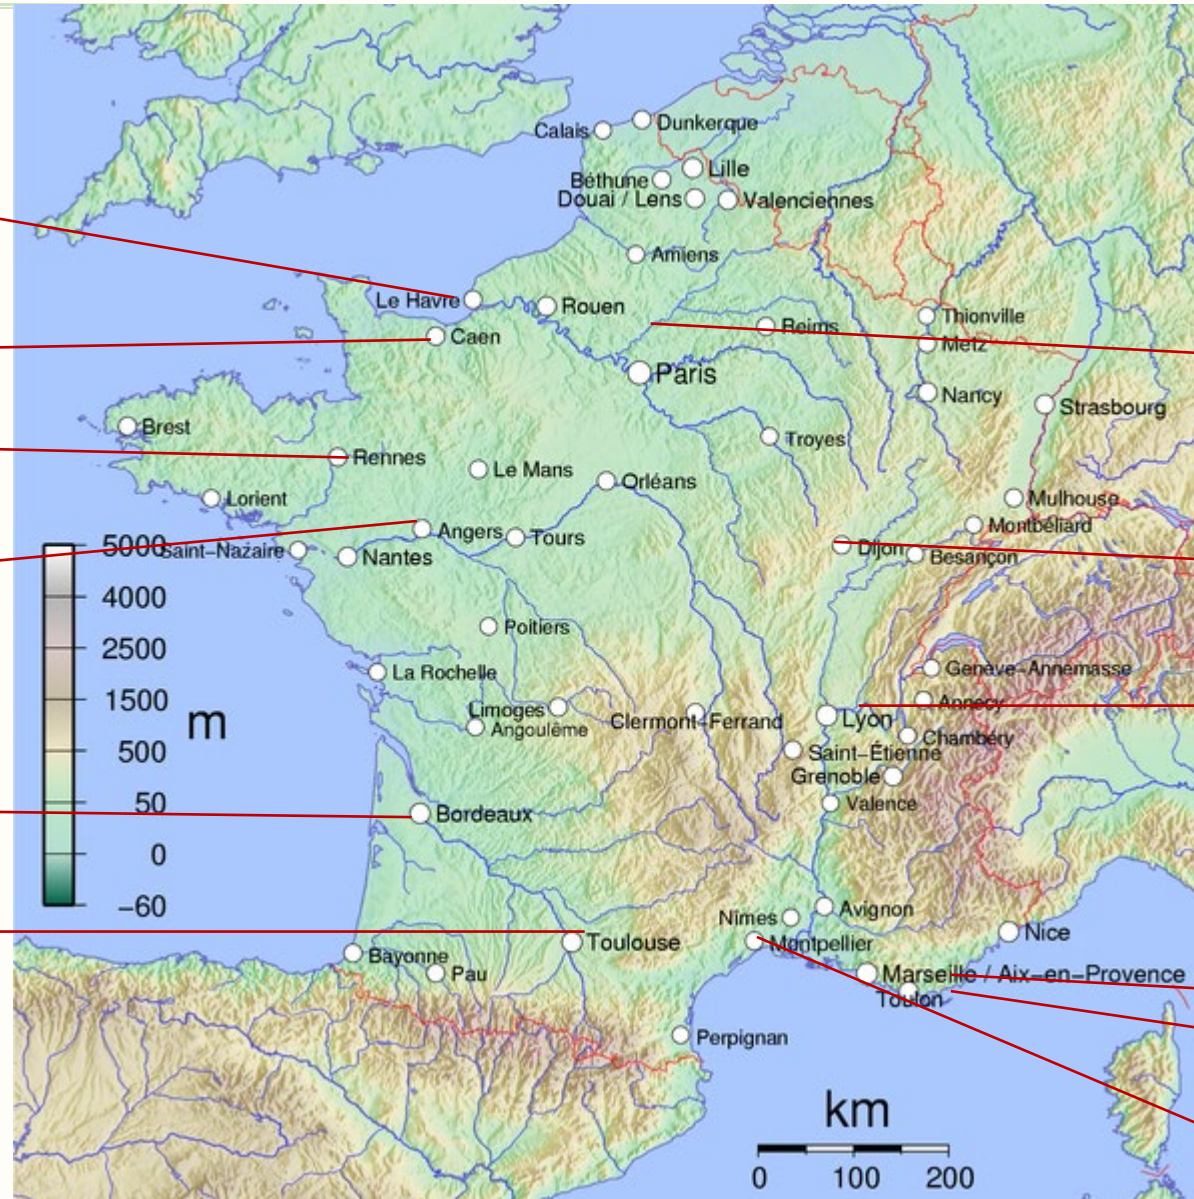 Calais
Dunkerque
Lille
Béthune
Douai / Lens
Valenciennes
Amiens
Le Havre
Rouen
Thionville
Reims
Caen
Metz
Paris
Nancy
Strasbourg
Brest
Troyes
Rennes
Le Mans
Orléans
Lorient
Mulhouse
Montbéliard
Angers
Tours
5000
Saint-Nazaire
Nantes
Dijon
Besançon
4000
Poitiers
2500
La Rochelle
Genève-Annemasse
1500
Annecy
m
Limoges
Angoulême
Clermont-Ferrand
Lyon
Chambéry
500
Saint-Étienne
Grenoble
50
Valence
Bordeaux
0
-60
Avignon
Nîmes
Nice
Toulouse
Montpellier
Bayonne
Pau
Marseille / Aix-en-Provence
Toulon
Perpignan
km
0 100 200